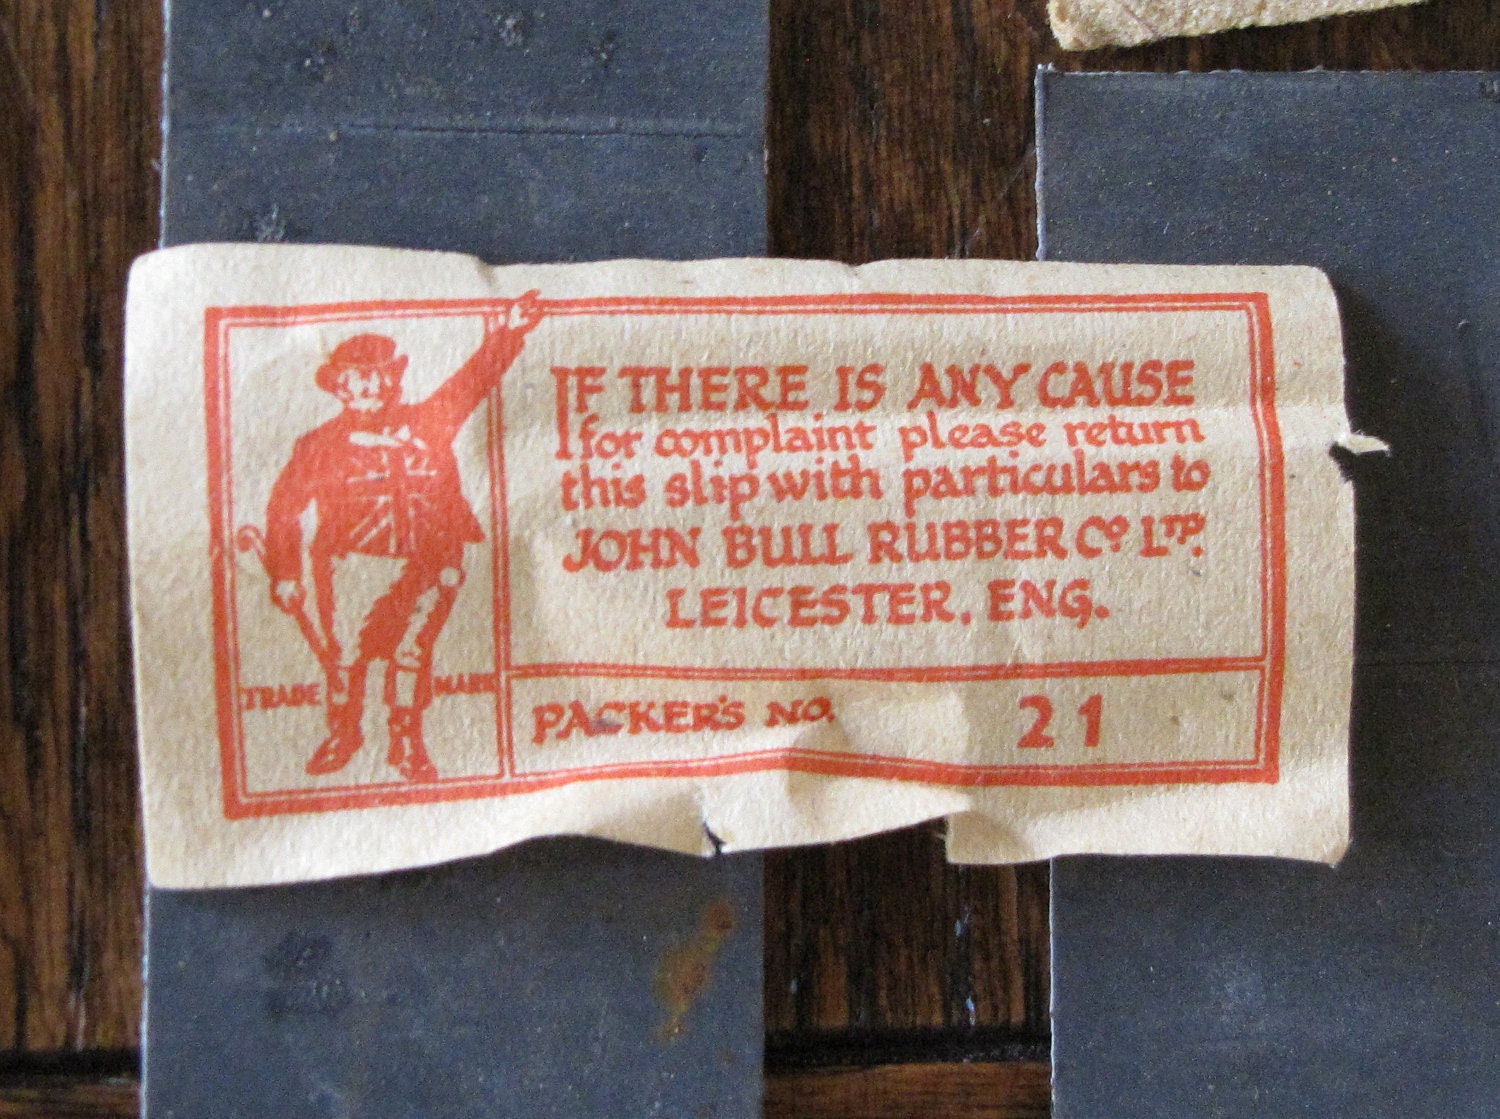 IF THERE IS ANY CAUSE
for complaint please return
this slip with particulars to
JOHN BULL RUBBER Cº LTD.
LEICESTER, ENG.
TRADE MARK
PACKER'S NO. 21